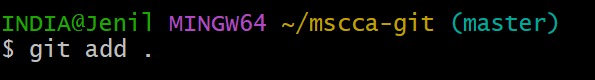 INDIA@Jenil MINGW64 ~/mscca-git (master)
$ git add .